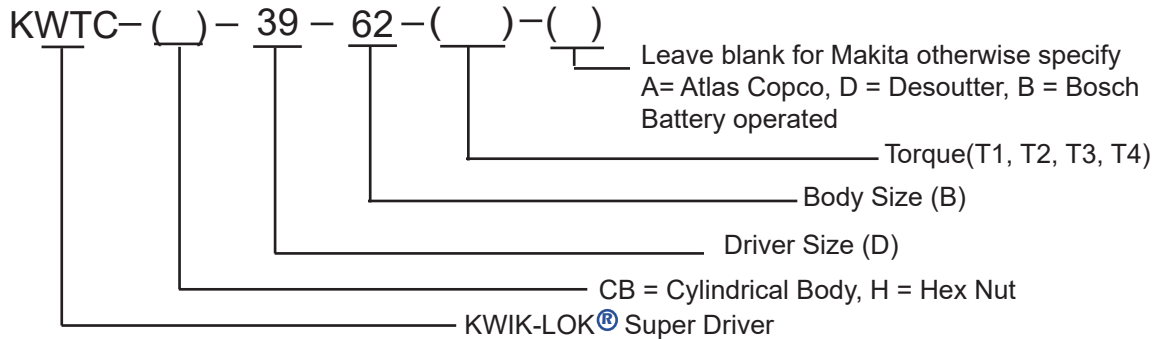 KWTC-( )- 39 - 62 -( )-( )
Leave blank for Makita otherwise specify
A= Atlas Copco, D = Desoutter, B = Bosch
Battery operated
Torque(T1, T2, T3, T4)
Body Size (B)
Driver Size (D)
CB = Cylindrical Body, H = Hex Nut
KWIK-LOK® Super Driver